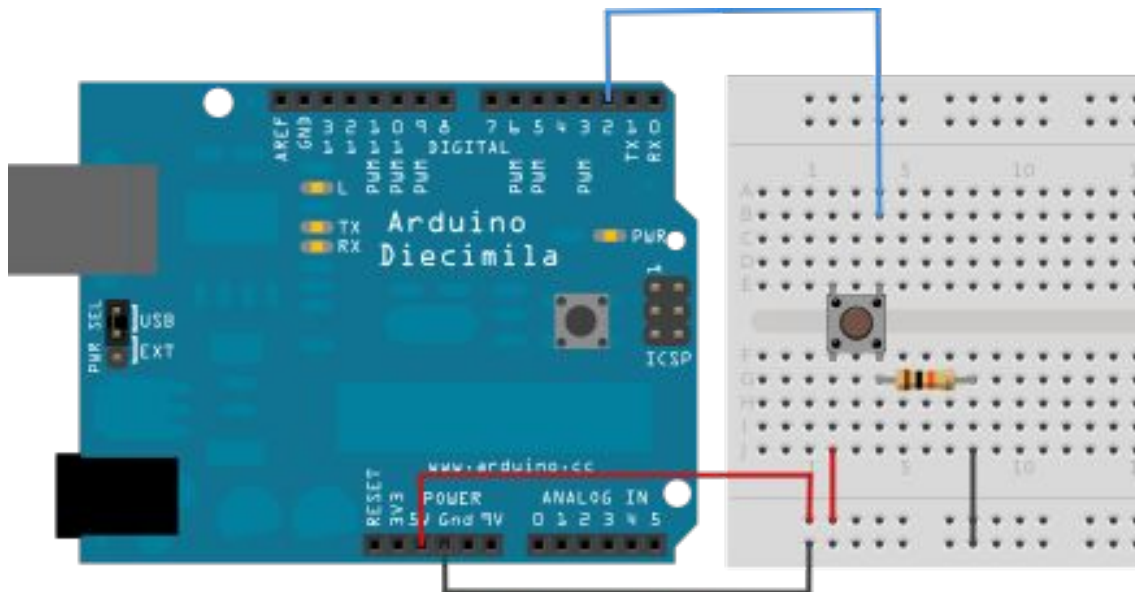 AREF
GND
13
12
11
10
9
8
7
6
5
4
3
2
TX 1
RX 0
PWM PWM PWM PWM PWM PWM
DIGITAL
L
TX
RX
Arduino
Diecimila
PWR
1
ICSP
PWR SEL
USB
EXT
www.arduino.cc
POWER
RESET
3V3
5V Gnd 9V
ANALOG IN
0 1 2 3 4 5
1 5 10
A
B
C
D
E
F
G
H
I
J
1 5 10